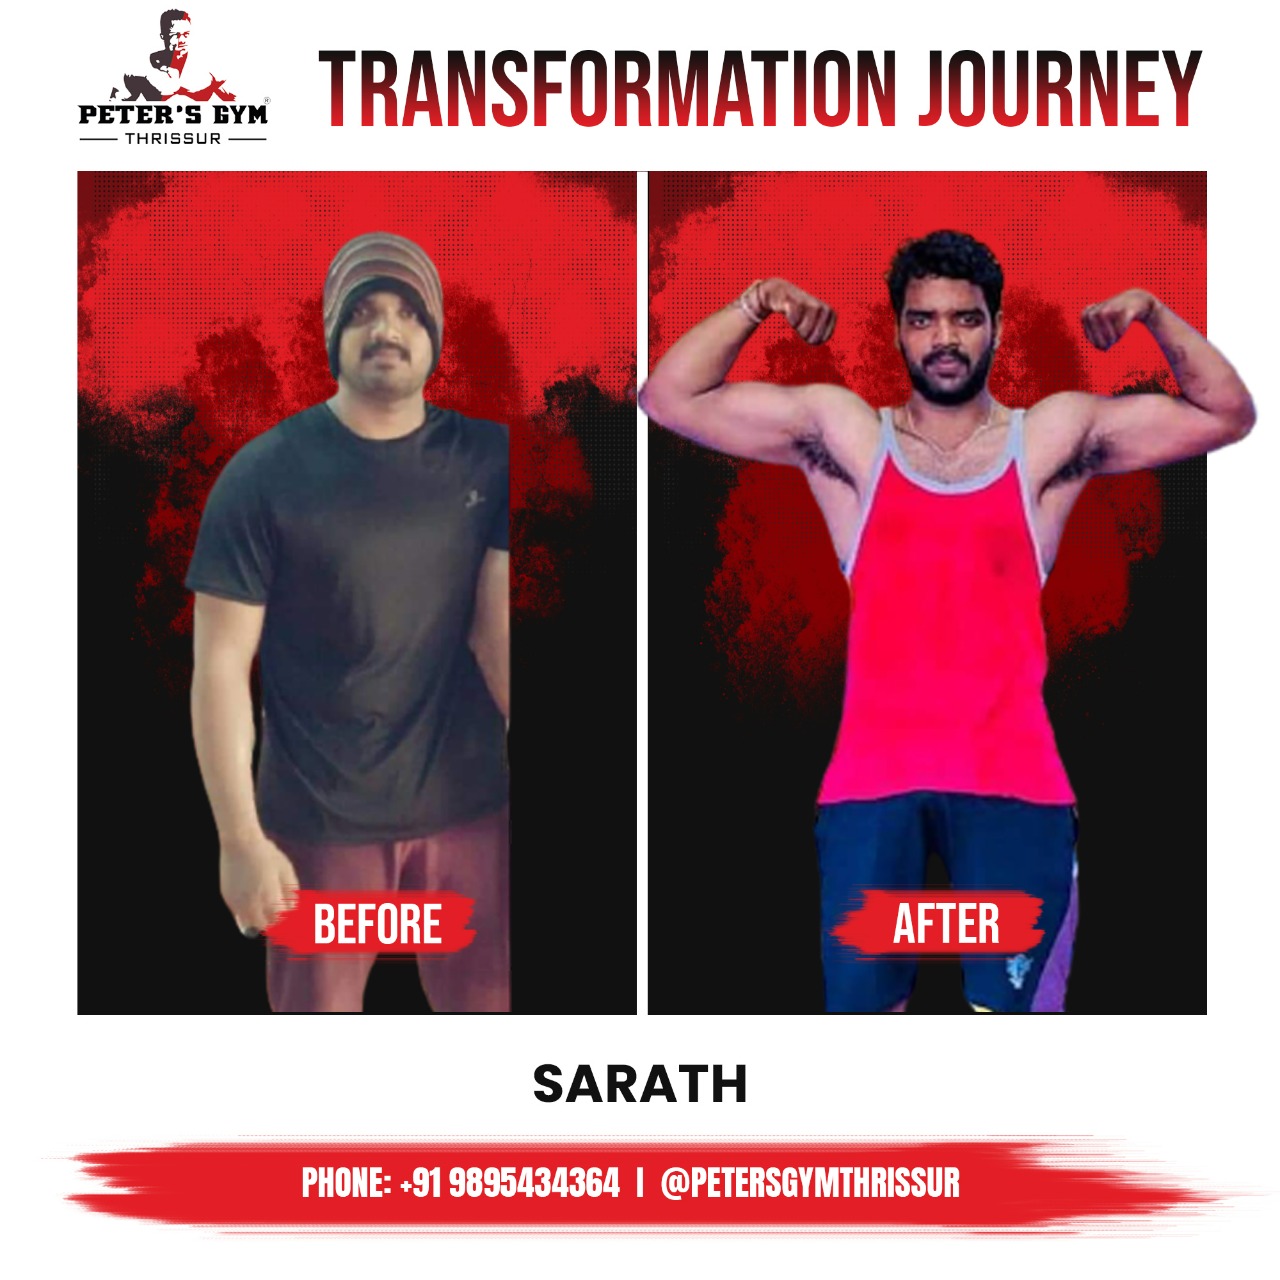 PETER'S GYM®
THRISSUR
TRANSFORMATION JOURNEY
BEFORE
AFTER
SARATH
PHONE: +91 9895434364 | @PETERSGYMTHRISSUR